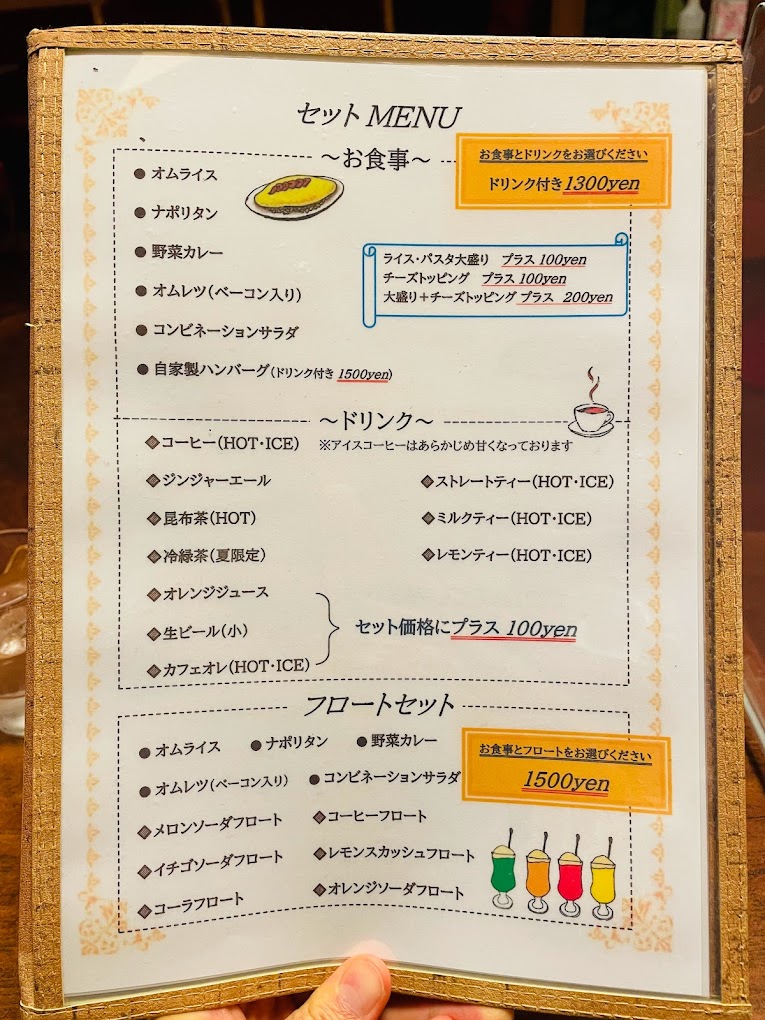 セット MENU
～お食事～
お食事とドリンクをお選びください
ドリンク付き1300yen
● オムライス
● ナポリタン
● 野菜カレー
● オムレツ(ベーコン入り)
● コンビネーションサラダ
● 自家製ハンバーグ(ドリンク付き 1500yen)
ライス・パスタ大盛り プラス 100yen
チーズトッピング プラス 100yen
大盛り＋チーズトッピング プラス 200yen
～ドリンク～
◆コーヒー(HOT・ICE) ※アイスコーヒーはあらかじめ甘くなっております
◆ジンジャーエール
◆昆布茶(HOT)
◆冷緑茶(夏限定)
◆オレンジジュース
◆生ビール(小)
◆カフェオレ(HOT・ICE)
◆ストレートティー(HOT・ICE)
◆ミルクティー(HOT・ICE)
◆レモンティー(HOT・ICE)
セット価格にプラス 100yen
フロートセット
お食事とフロートをお選びください
1500yen
● オムライス ● ナポリタン ● 野菜カレー
● オムレツ(ベーコン入り) ● コンビネーションサラダ
◆メロンソーダフロート ◆コーヒーフロート
◆イチゴソーダフロート ◆レモンスカッシュフロート
◆コーラフロート ◆オレンジソーダフロート